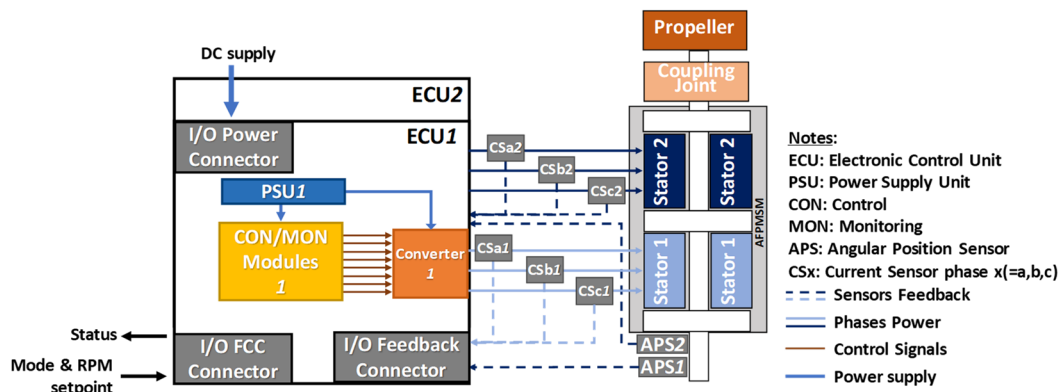 Propeller
DC supply
Coupling
Joint
ECU2
ECU1
I/O Power
Connector
CSa2
CSb2
CSc2
Stator 2
Stator 2
PSU1
CON/MON
Modules
1
Converter
1
CSa1
CSb1
CSc1
Stator 1
Stator 1
AFPMSM
Status
Mode & RPM
setpoint
I/O FCC
Connector
I/O Feedback
Connector
APS2
APS1
Notes:
ECU: Electronic Control Unit
PSU: Power Supply Unit
CON: Control
MON: Monitoring
APS: Angular Position Sensor
CSx: Current Sensor phase x(=a,b,c)
Sensors Feedback
Phases Power
Control Signals
Power supply